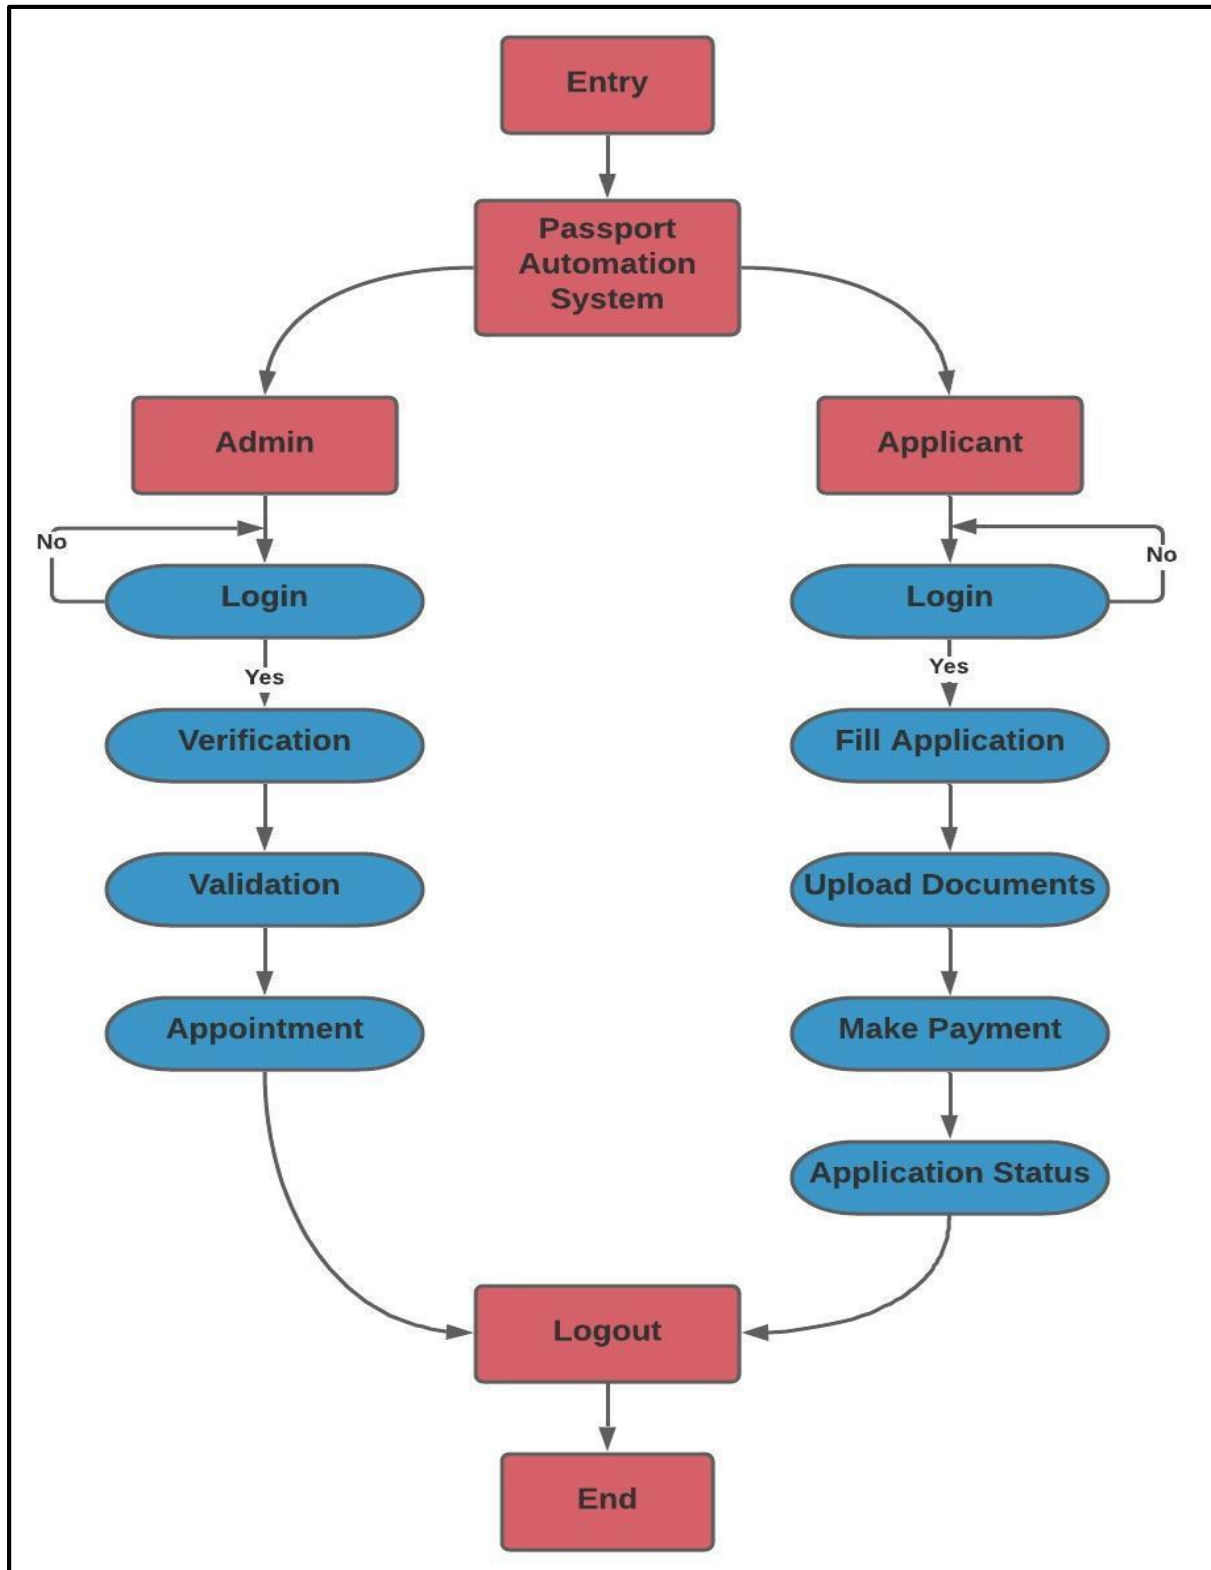 Entry
Passport
Automation
System
Admin
Applicant
No
No
Login
Login
Yes
Yes
Verification
Fill Application
Validation
Upload Documents
Appointment
Make Payment
Application Status
Logout
End